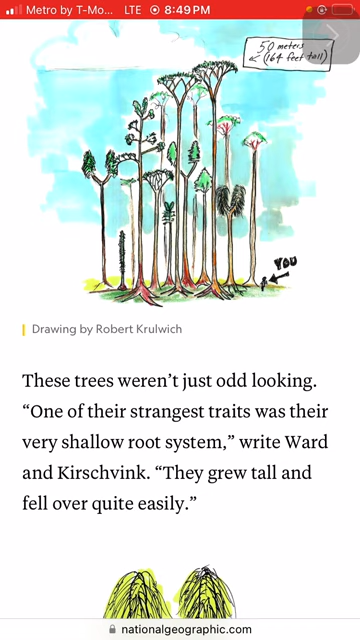 Metro by T-Mo... LTE 8:49PM
50 meters
(164 feet tall)
YOU
Drawing by Robert Krulwich
These trees weren’t just odd looking.
“One of their strangest traits was their
very shallow root system,” write Ward
and Kirschvink. “They grew tall and
fell over quite easily.”
nationalgeographic.com